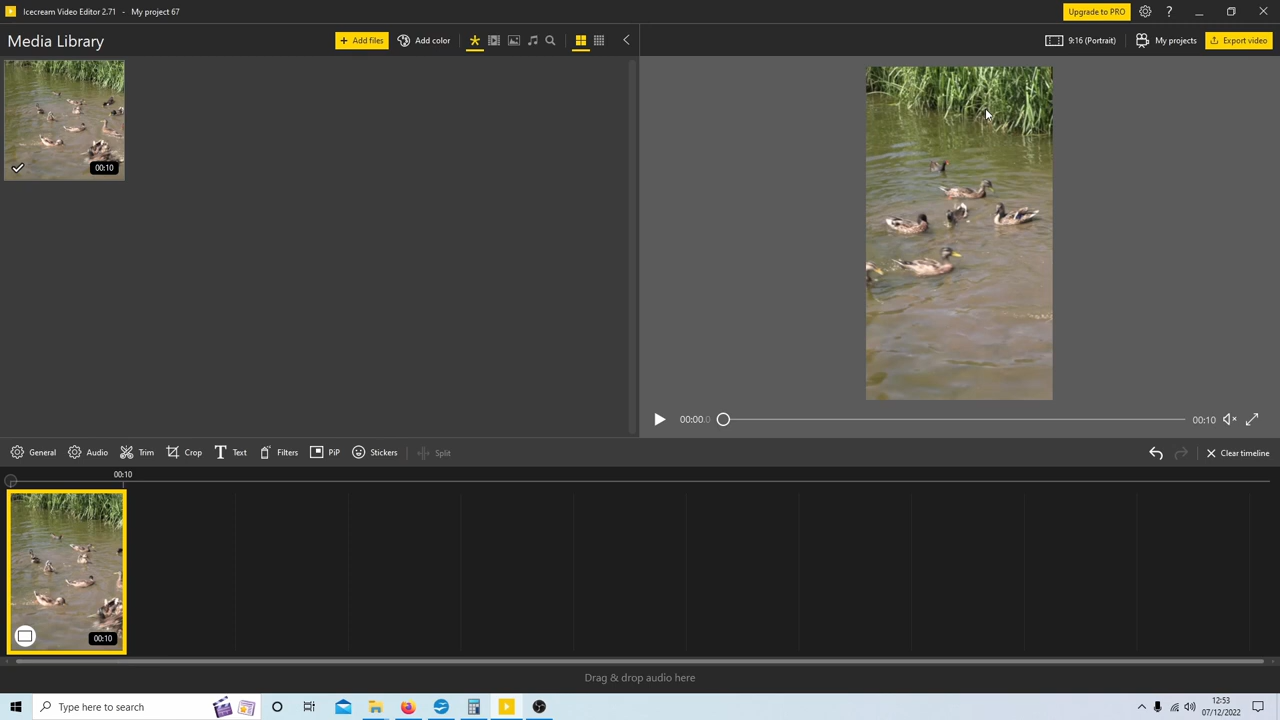 Icecream Video Editor 2.71 - My project 67
Upgrade to PRO
?
Media Library
+ Add files
Add color
9:16 (Portrait)
My projects
Export video
00:10
00:00.0
00:10
General
Audio
Trim
Crop
Text
Filters
PiP
Stickers
Split
Clear timeline
00:10
00:10
Drag & drop audio here
Type here to search
12:53
07/12/2022